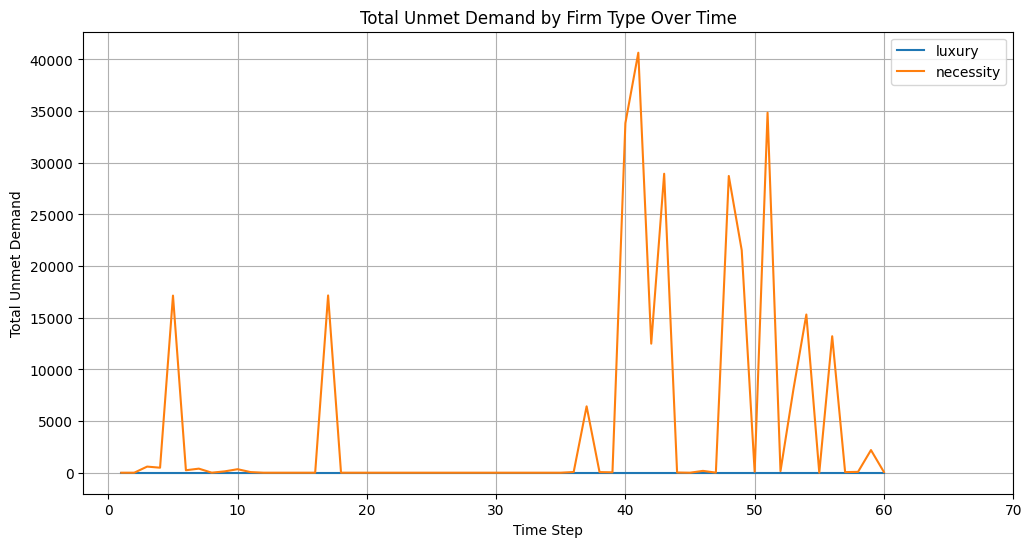 Total Unmet Demand by Firm Type Over Time
luxury
necessity
Total Unmet Demand
40000
35000
30000
25000
20000
15000
10000
5000
0
0 10 20 30 40 50 60 70
Time Step